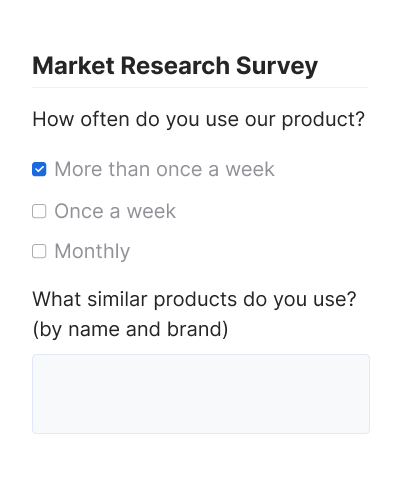 Market Research Survey
How often do you use our product?
More than once a week
Once a week
Monthly
What similar products do you use?
(by name and brand)